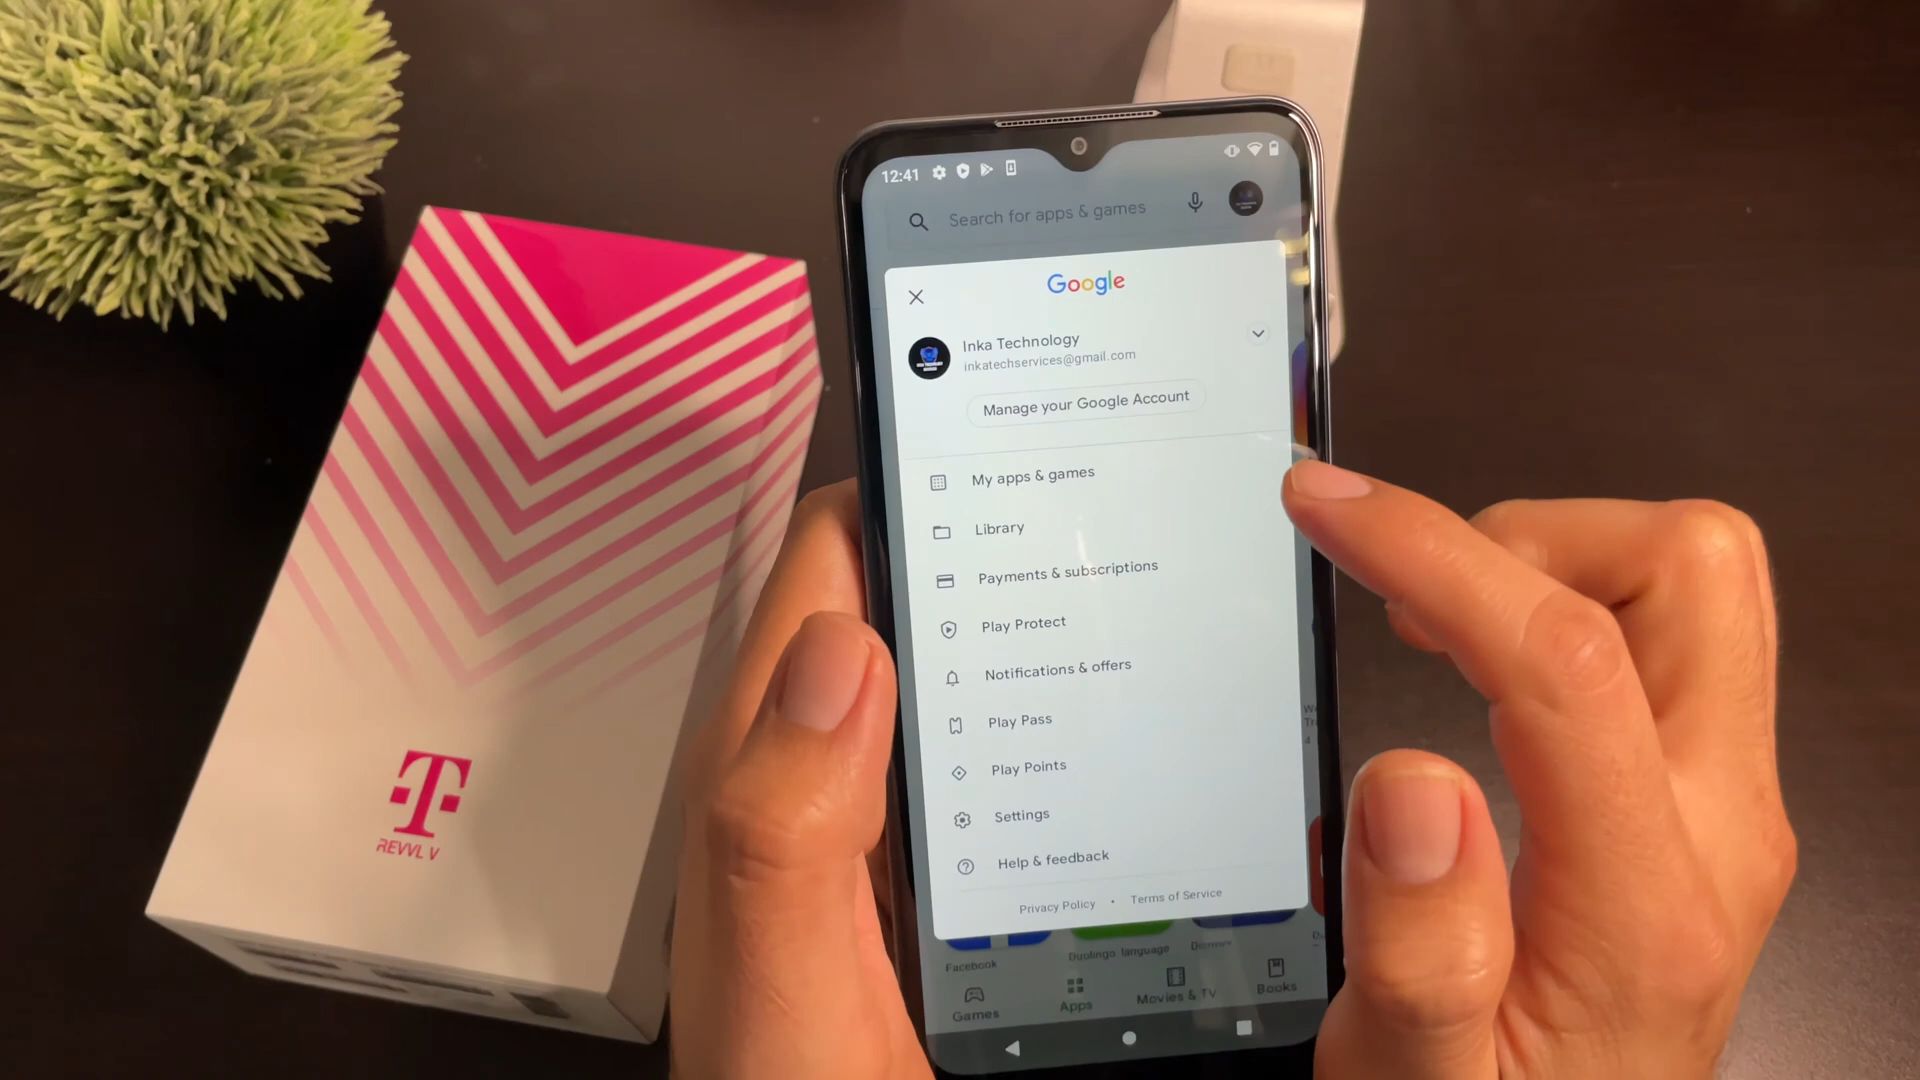 12:41
Search for apps & games
Google
Inka Technology
inkatechservices@gmail.com
Manage your Google Account
My apps & games
Library
Payments & subscriptions
Play Protect
Notifications & offers
Play Pass
Play Points
Settings
Help & feedback
Privacy Policy • Terms of Service
Facebook
Duolingo language
Games
Apps
Movies & TV
Books
T
REVVL V